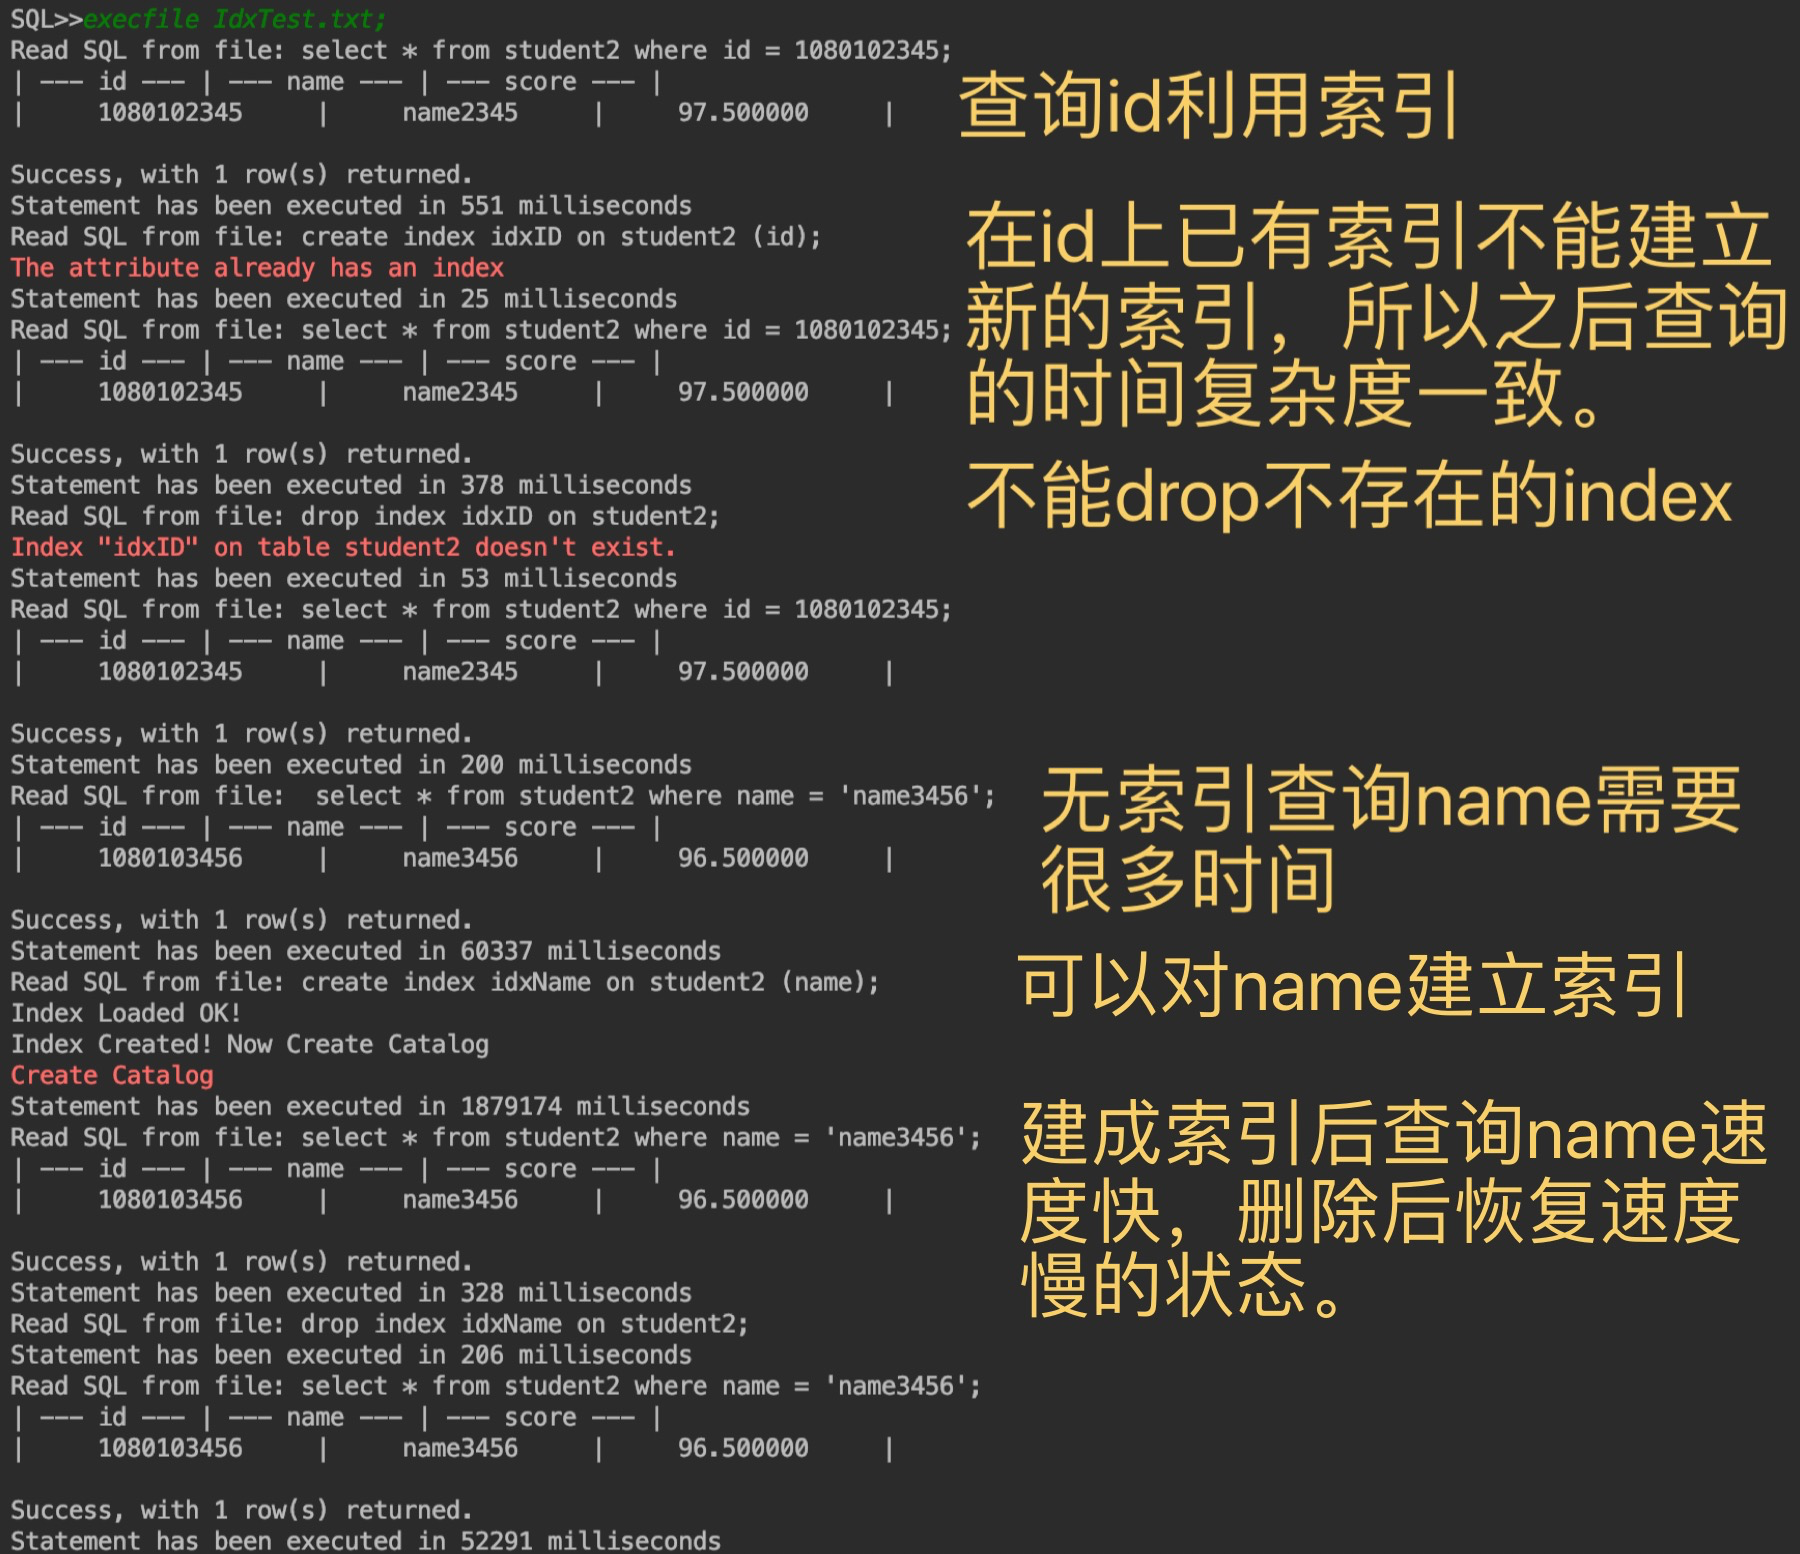 SQL>>execfile IdxTest.txt;
Read SQL from file: select * from student2 where id = 1080102345;
| --- id --- | --- name --- | --- score --- |
| 1080102345 | name2345 | 97.500000 |
查询id利用索引
Success, with 1 row(s) returned.
Statement has been executed in 551 milliseconds
Read SQL from file: create index idxID on student2 (id);
The attribute already has an index
Statement has been executed in 25 milliseconds
Read SQL from file: select * from student2 where id = 1080102345;
| --- id --- | --- name --- | --- score --- |
| 1080102345 | name2345 | 97.500000 |
在id上已有索引不能建立
新的索引，所以之后查询
的时间复杂度一致。
Success, with 1 row(s) returned.
Statement has been executed in 378 milliseconds
Read SQL from file: drop index idxID on student2;
Index "idxID" on table student2 doesn't exist.
Statement has been executed in 53 milliseconds
不能drop不存在的index
Read SQL from file: select * from student2 where id = 1080102345;
| --- id --- | --- name --- | --- score --- |
| 1080102345 | name2345 | 97.500000 |
Success, with 1 row(s) returned.
Statement has been executed in 200 milliseconds
Read SQL from file:  select * from student2 where name = 'name3456';
| --- id --- | --- name --- | --- score --- |
| 1080103456 | name3456 | 96.500000 |
无索引查询name需要
很多时间
Success, with 1 row(s) returned.
Statement has been executed in 60337 milliseconds
Read SQL from file: create index idxName on student2 (name);
Index Loaded OK!
Index Created! Now Create Catalog
Create Catalog
Statement has been executed in 1879174 milliseconds
可以对name建立索引
Read SQL from file: select * from student2 where name = 'name3456';
| --- id --- | --- name --- | --- score --- |
| 1080103456 | name3456 | 96.500000 |
建成索引后查询name速
度快，删除后恢复速度
慢的状态。
Success, with 1 row(s) returned.
Statement has been executed in 328 milliseconds
Read SQL from file: drop index idxName on student2;
Statement has been executed in 206 milliseconds
Read SQL from file: select * from student2 where name = 'name3456';
| --- id --- | --- name --- | --- score --- |
| 1080103456 | name3456 | 96.500000 |
Success, with 1 row(s) returned.
Statement has been executed in 52291 milliseconds